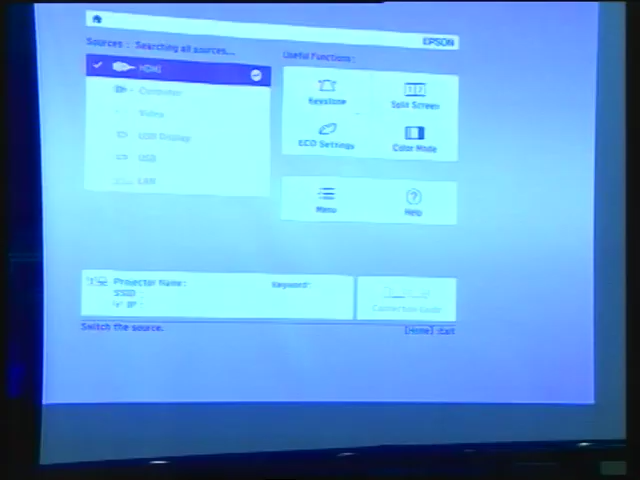 EPSON
Sources : Searching all sources...
Useful Functions :
HDMI
Computer
Video
USB Display
USB
LAN
Keystone
Split Screen
ECO Settings
Color Mode
Menu
Help
Projector Name:
Keyword:
SSID :
IP :
Connection Guide
Switch the source.
[Home] :Exit